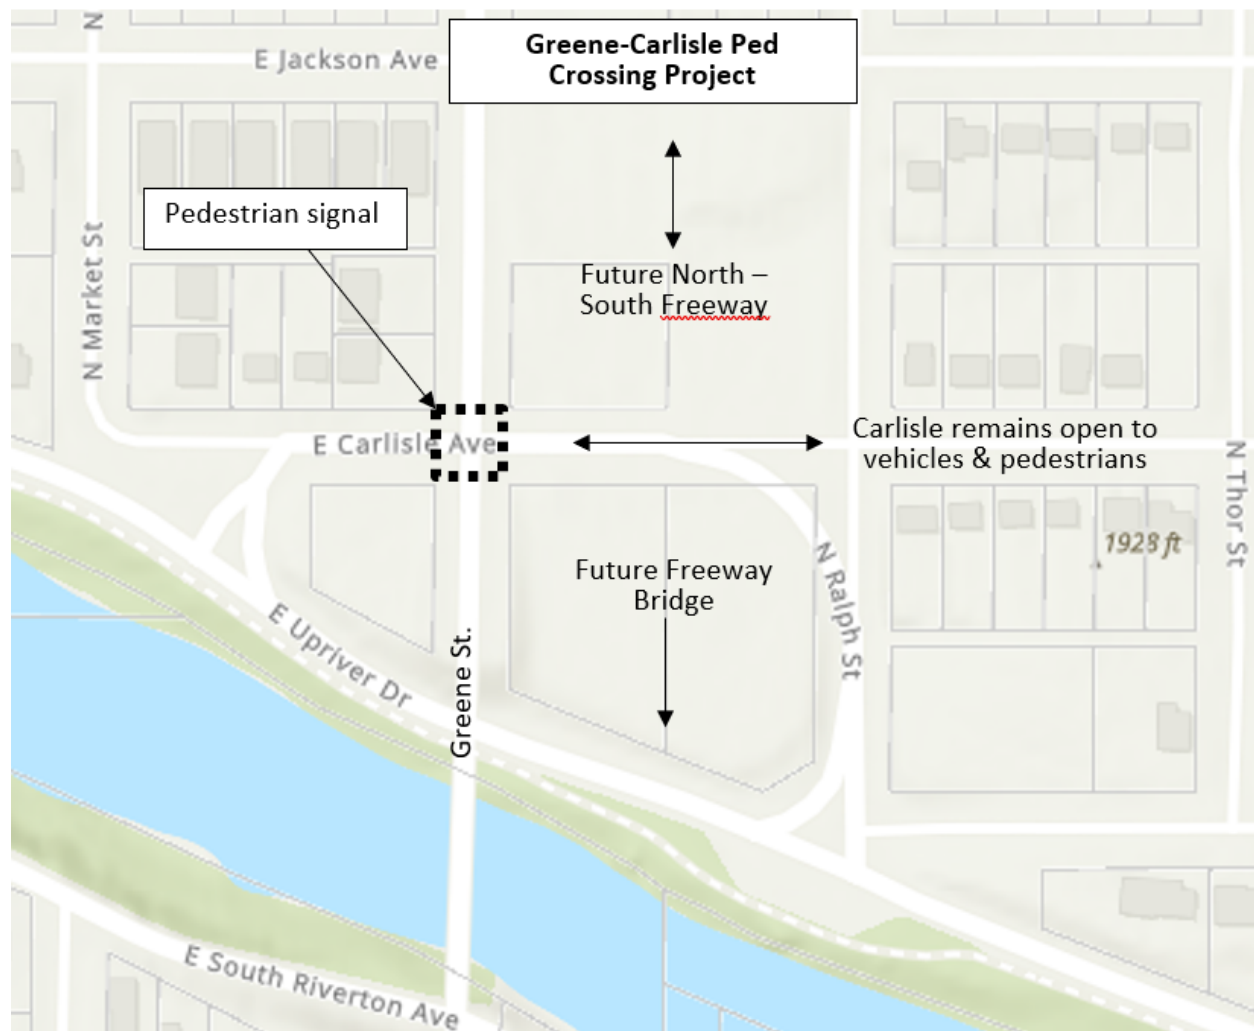 N
E Jackson Ave
Greene-Carlisle Ped
Crossing Project
Pedestrian signal
N Market St
Future North –
South Freeway
E Carlisle Ave
Carlisle remains open to
vehicles & pedestrians
N Thor St
1928 ft
Future Freeway
Bridge
N Ralph St
E Upriver Dr
Greene St.
E South Riverton Ave